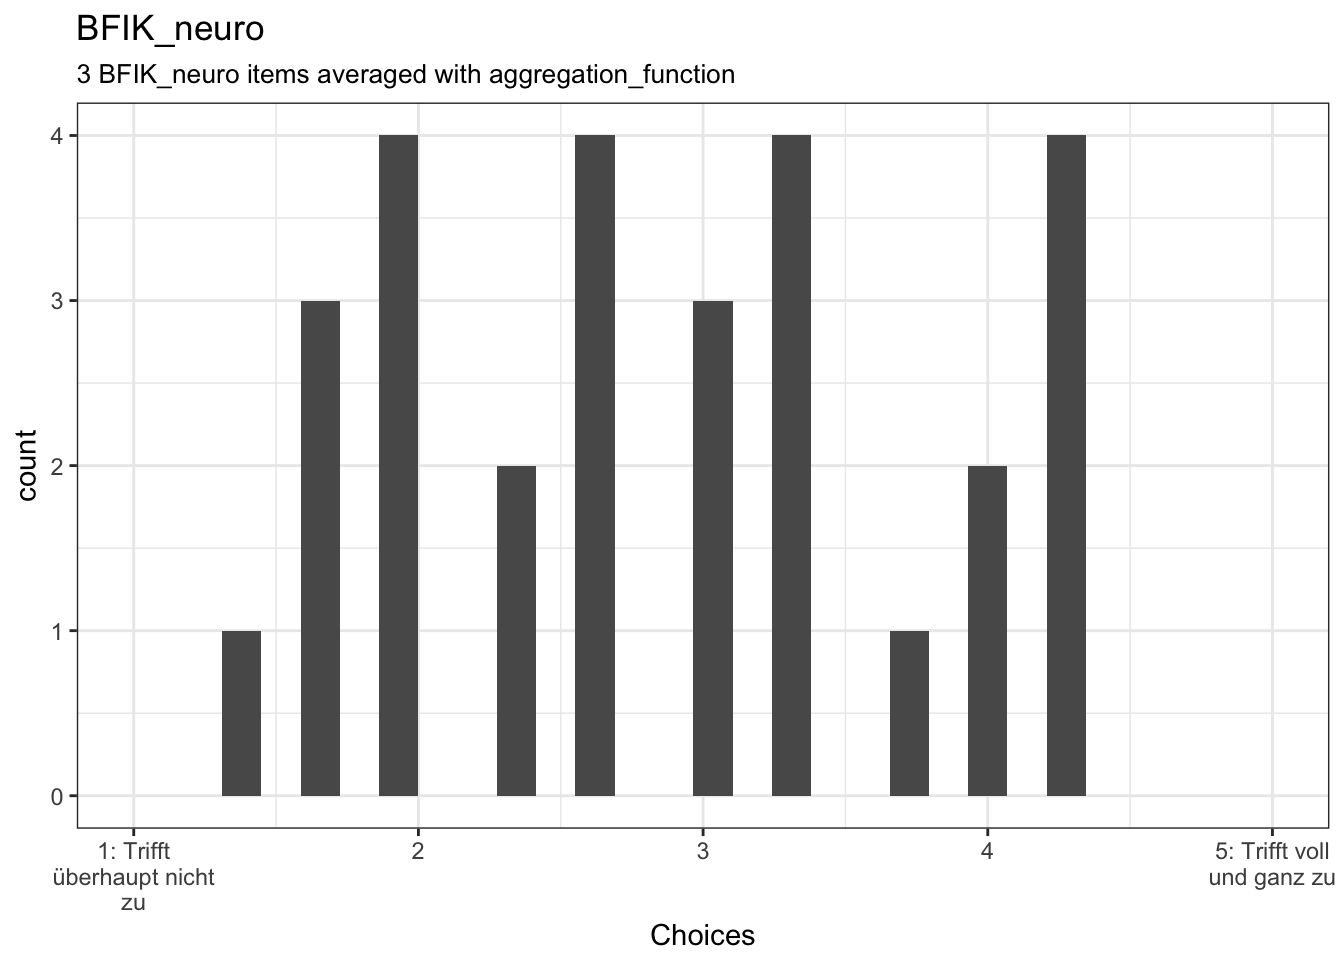 BFIK_neuro
3 BFIK_neuro items averaged with aggregation_function
4
3
2
1
0
count
1: Trifft
überhaupt nicht
zu
2
3
4
5: Trifft voll
und ganz zu
Choices